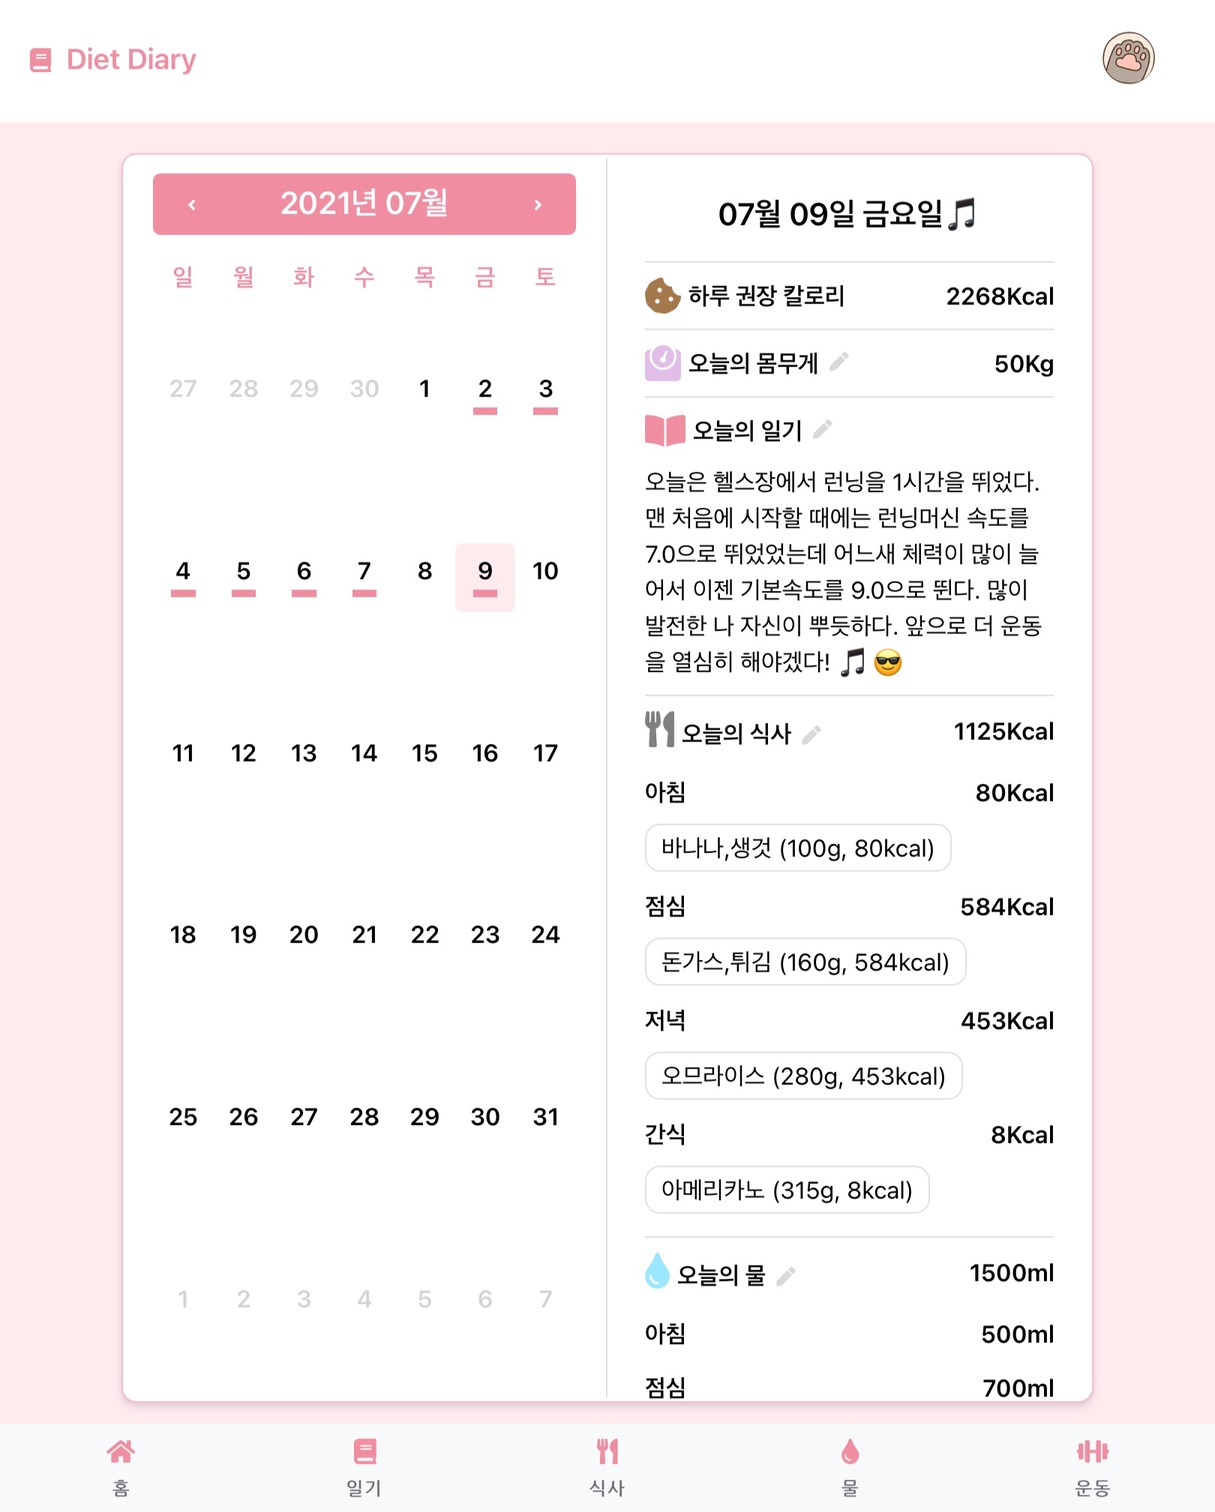 Diet Diary
2021년 07월
일 월 화 수 목 금 토
27 28 29 30 1 2 3
4 5 6 7 8 9 10
11 12 13 14 15 16 17
18 19 20 21 22 23 24
25 26 27 28 29 30 31
1 2 3 4 5 6 7
07월 09일 금요일🎵
하루 권장 칼로리 2268Kcal
오늘의 몸무게 50Kg
오늘의 일기
오늘은 헬스장에서 런닝을 1시간을 뛰었다.
맨 처음에 시작할 때에는 런닝머신 속도를
7.0으로 뛰었었는데 어느새 체력이 많이 늘
어서 이젠 기본속도를 9.0으로 뛴다. 많이
발전한 나 자신이 뿌듯하다. 앞으로 더 운동
을 열심히 해야겠다! 🎵 😎
오늘의 식사 1125Kcal
아침 80Kcal
바나나,생것 (100g, 80kcal)
점심 584Kcal
돈가스,튀김 (160g, 584kcal)
저녁 453Kcal
오므라이스 (280g, 453kcal)
간식 8Kcal
아메리카노 (315g, 8kcal)
오늘의 물 1500ml
아침 500ml
점심 700ml
홈 일기 식사 물 운동